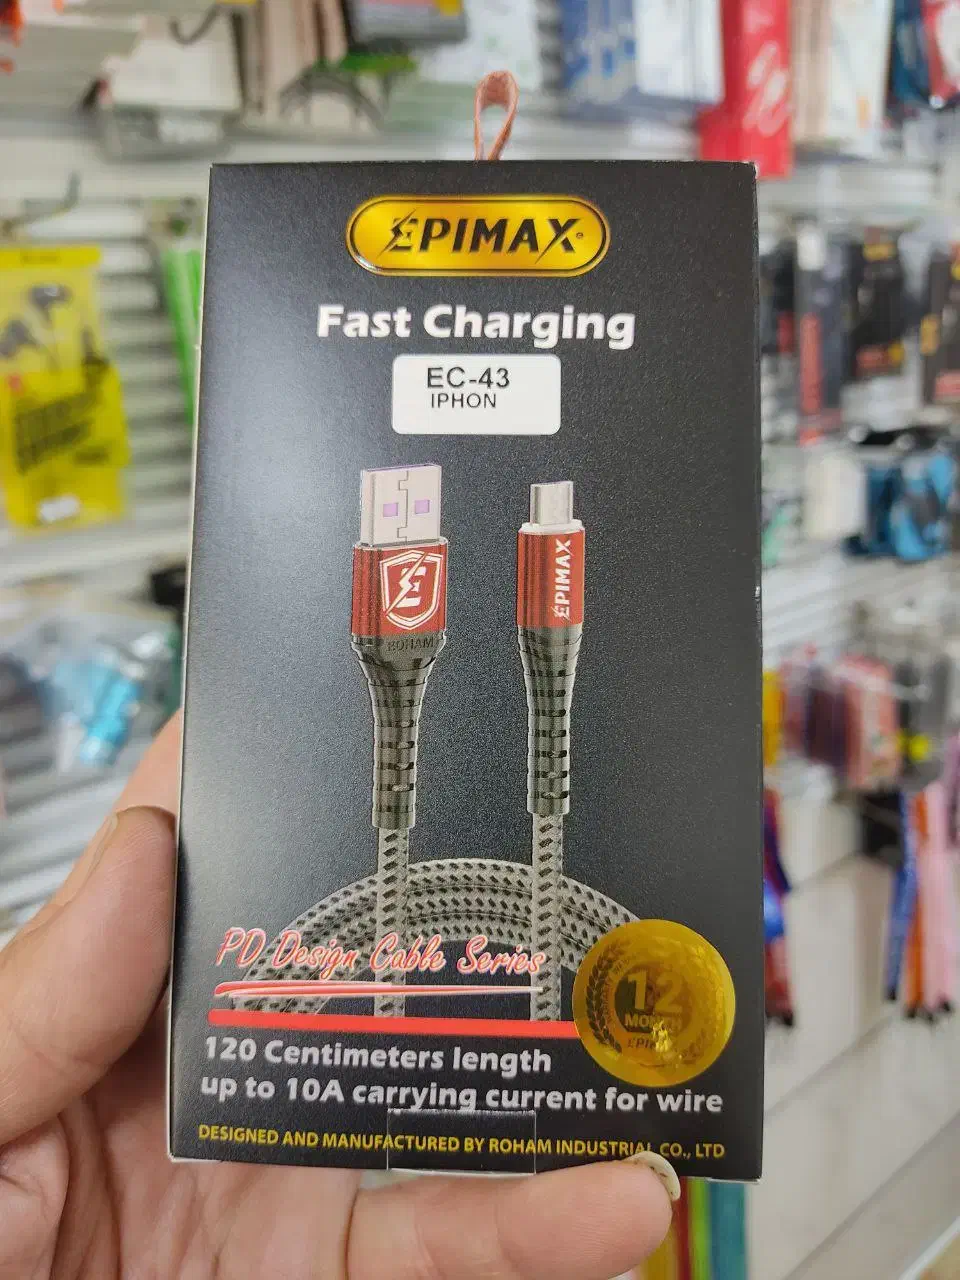 EPIMAX
Fast Charging
EC-43
IPHON
E
ROHAM
EPIMAX
PD Design Cable Series
12
MONTH
120 Centimeters length
up to 10A carrying current for wire
DESIGNED AND MANUFACTURED BY ROHAM INDUSTRIAL CO., LTD